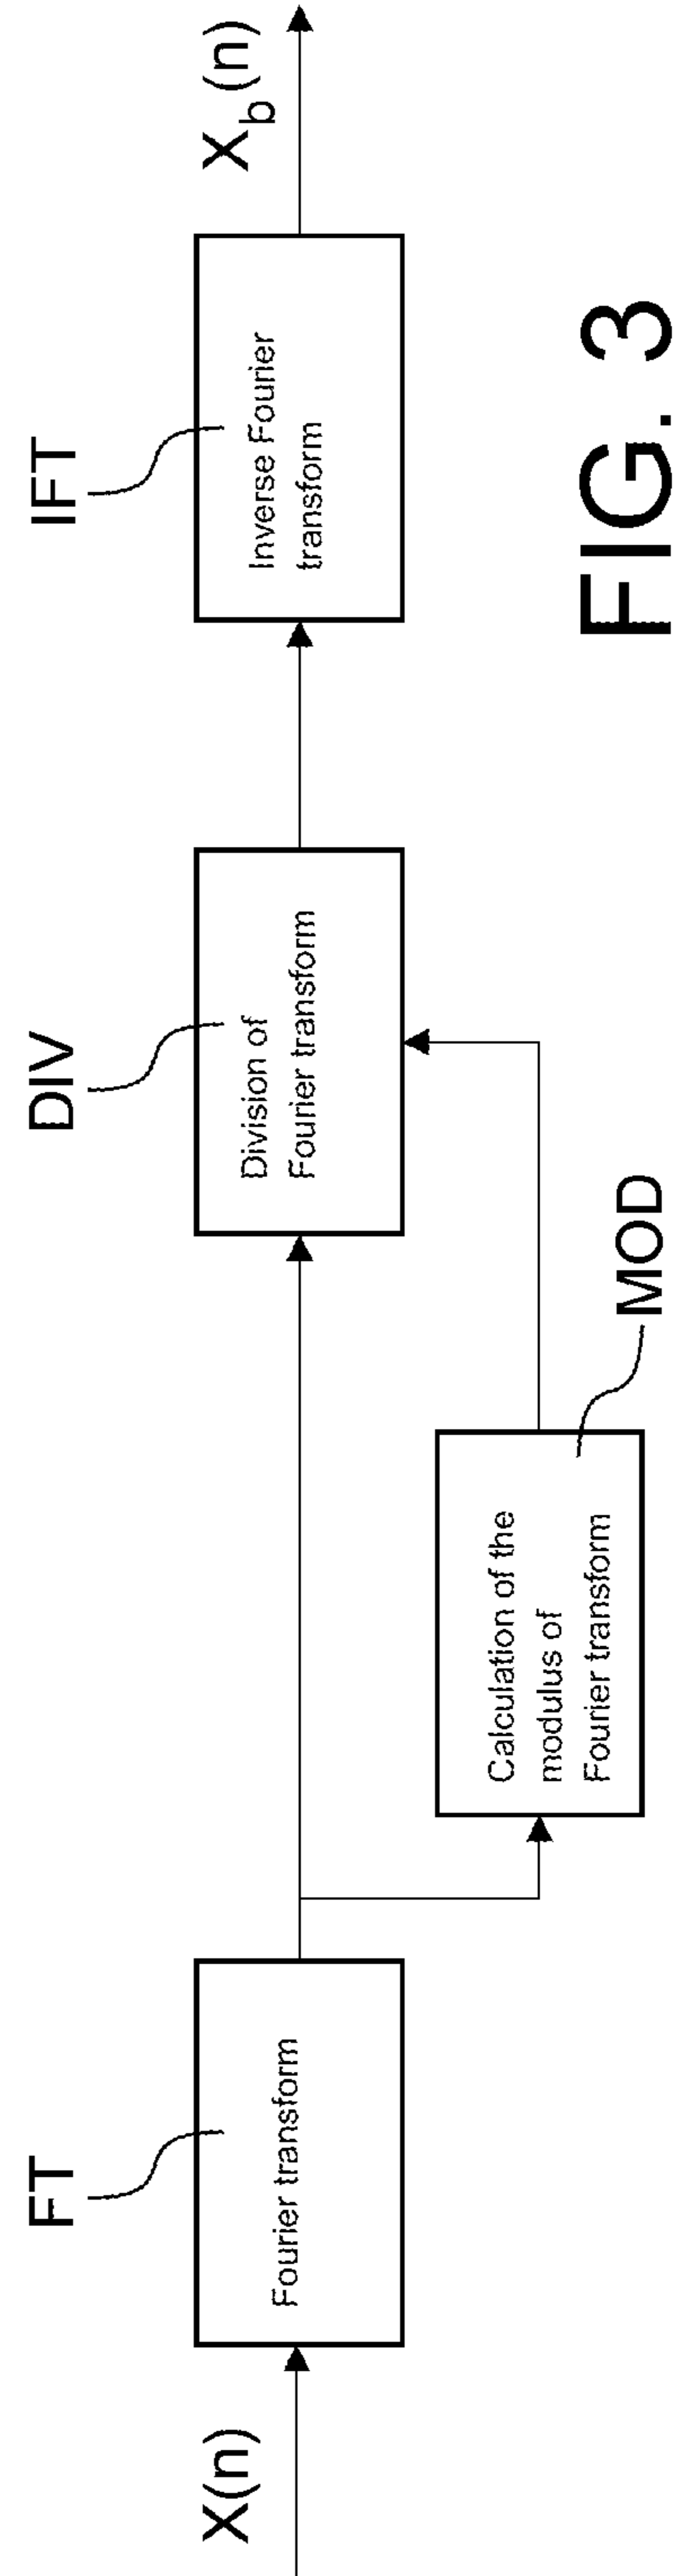 FT
DIV
IFT
X(n)
X_b(n)
Fourier transform
Division of
Fourier transform
Inverse Fourier
transform
Calculation of the
modulus of
Fourier transform
MOD
FIG. 3